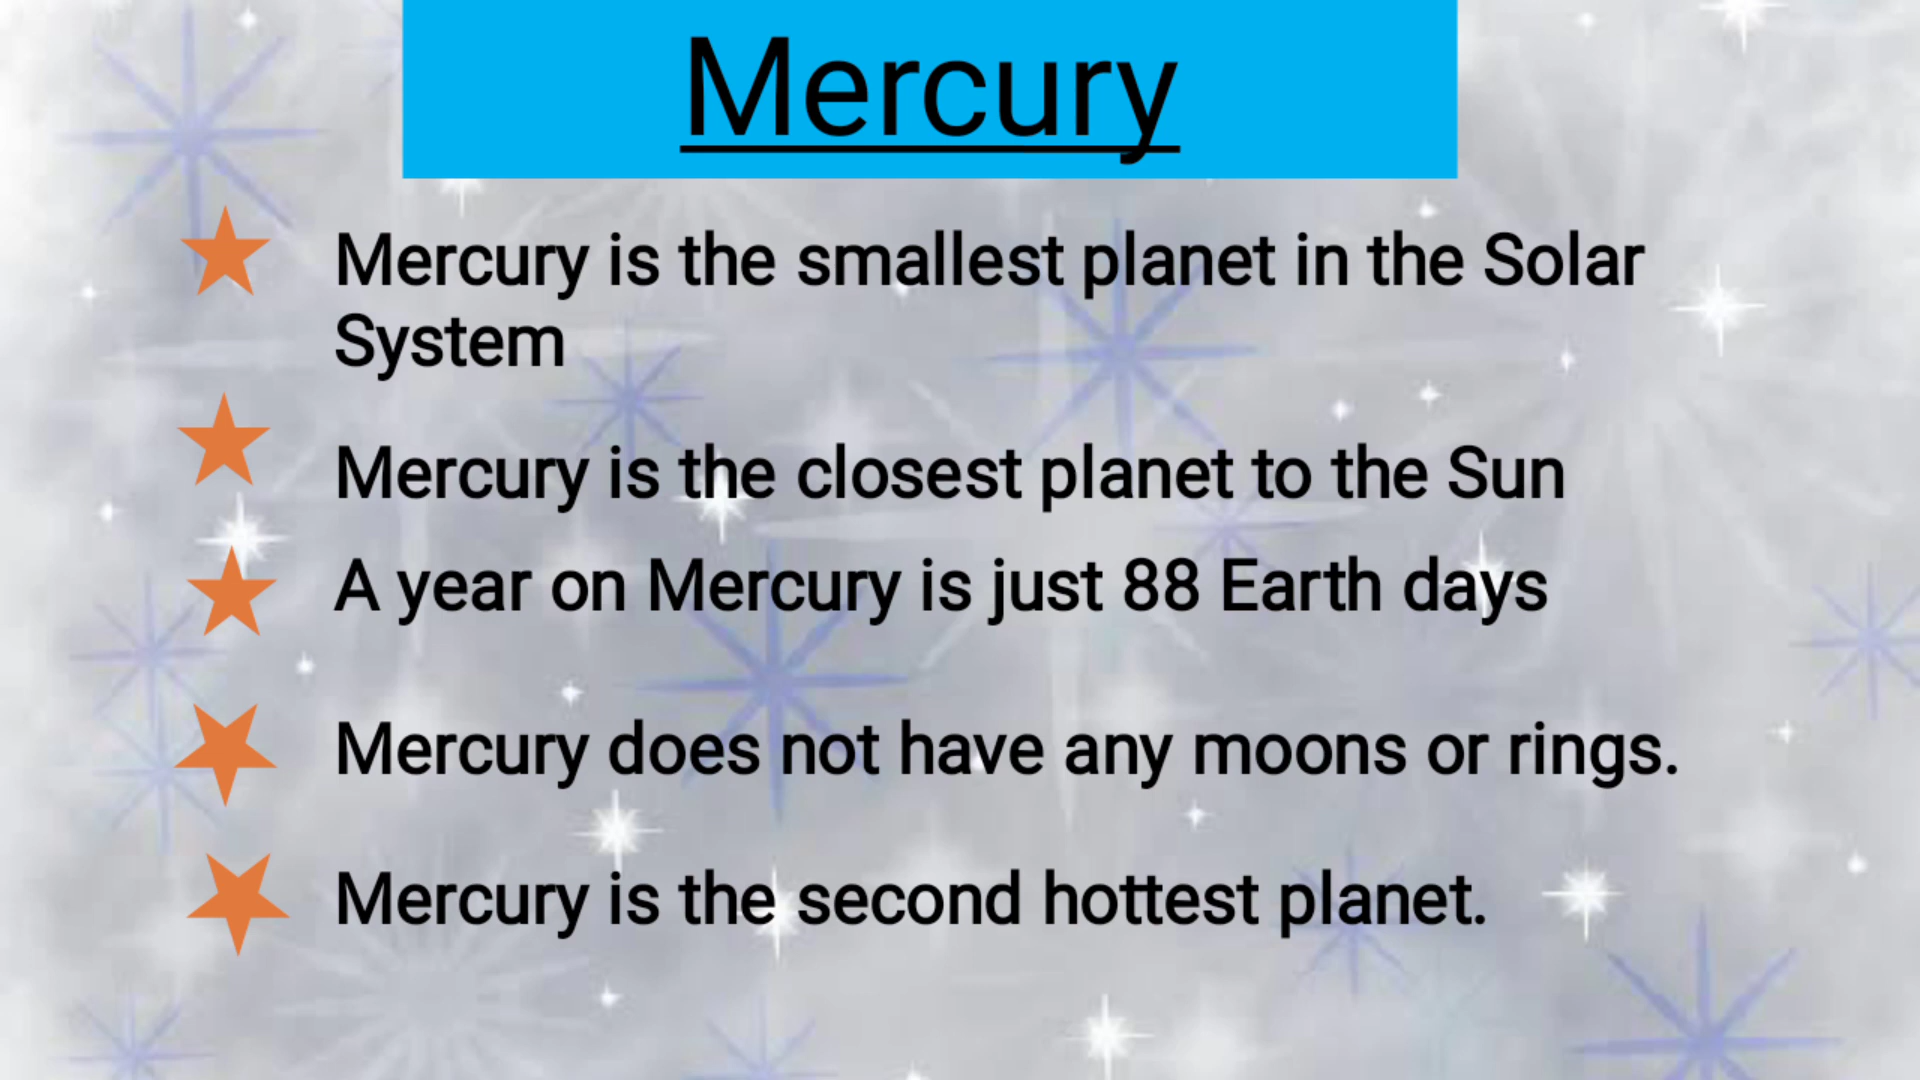 Mercury
Mercury is the smallest planet in the Solar
System
Mercury is the closest planet to the Sun
A year on Mercury is just 88 Earth days
Mercury does not have any moons or rings.
Mercury is the second hottest planet.